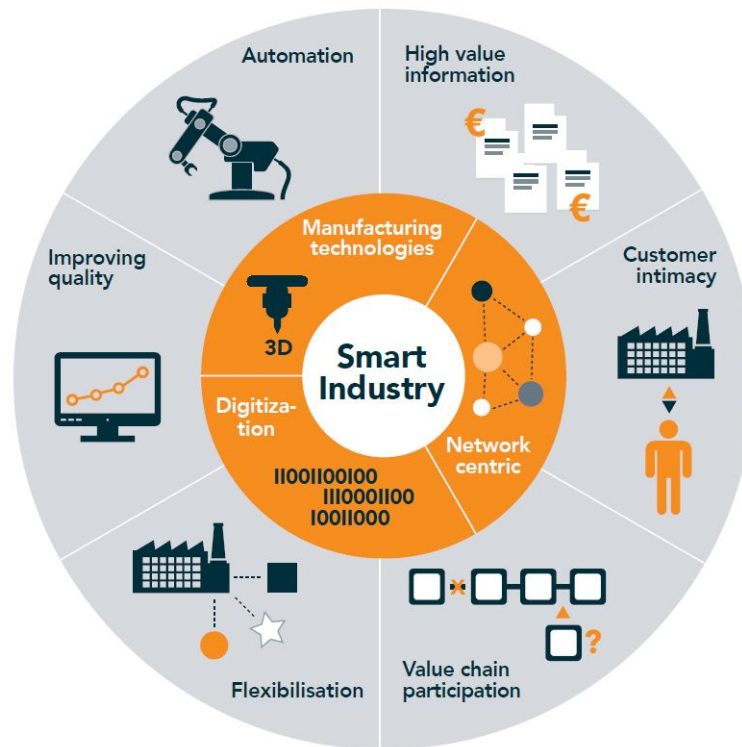 Automation
High value
information
€
€
Manufacturing
technologies
Improving
quality
Customer
intimacy
3D
Smart
Industry
Digitiza-
tion
Network
centric
II00II00I00
III000II00
I00II000
?
Flexibilisation
Value chain
participation